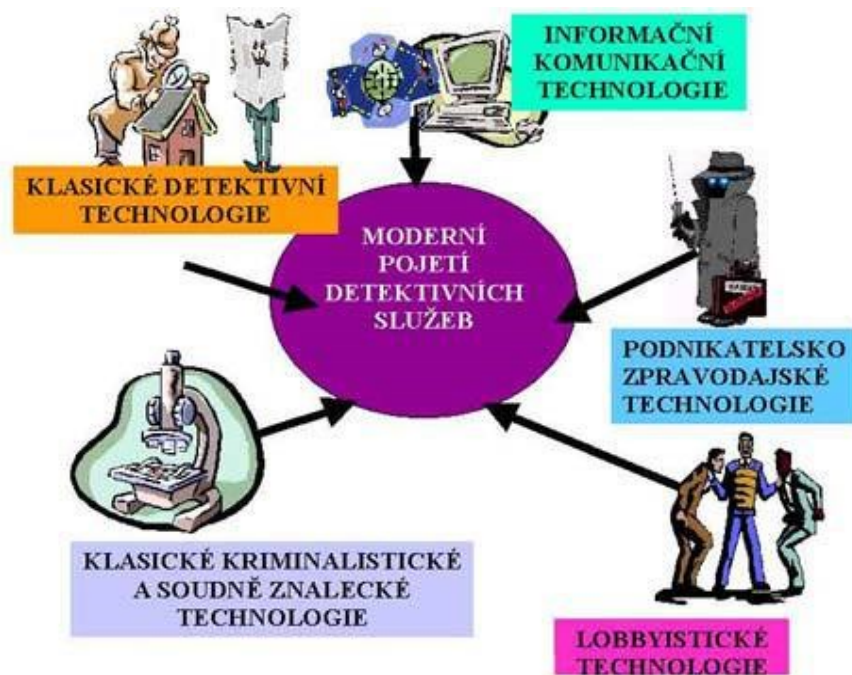 INFORMAČNÍ
KOMUNIKAČNÍ
TECHNOLOGIE
KLASICKÉ DETEKTIVNÍ
TECHNOLOGIE
MODERNÍ
POJETÍ
DETEKTIVNÍCH
SLUŽEB
PODNIKATELSKO
ZPRAVODAJSKÉ
TECHNOLOGIE
KLASICKÉ KRIMINALISTICKÉ
A SOUDNĚ ZNALECKÉ
TECHNOLOGIE
LOBBYISTICKÉ
TECHNOLOGIE